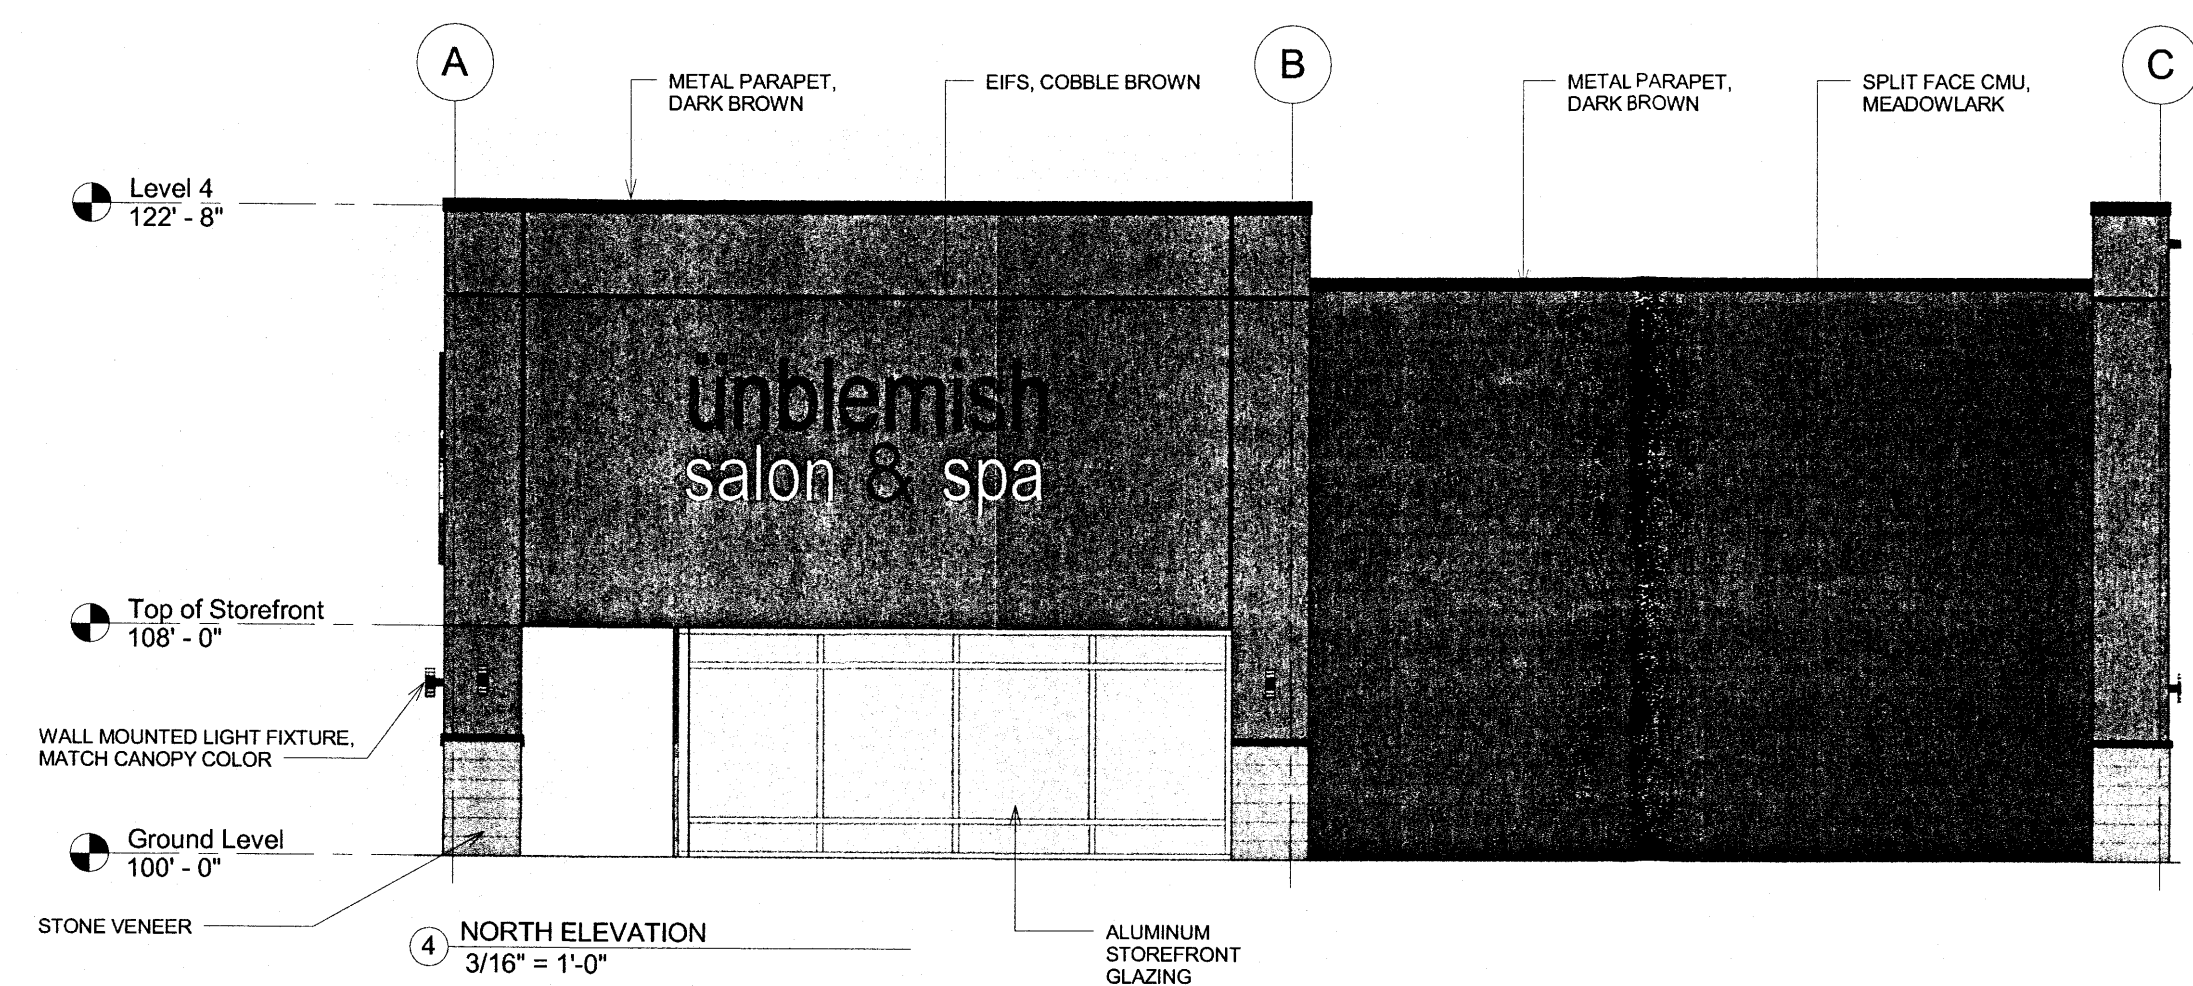 A
B
C
METAL PARAPET,
DARK BROWN
EIFS, COBBLE BROWN
METAL PARAPET,
DARK BROWN
SPLIT FACE CMU,
MEADOWLARK
Level 4
122' - 8"
ünblemish
salon & spa
Top of Storefront
108' - 0"
WALL MOUNTED LIGHT FIXTURE,
MATCH CANOPY COLOR
Ground Level
100' - 0"
STONE VENEER
4
NORTH ELEVATION
3/16" = 1'-0"
ALUMINUM
STOREFRONT
GLAZING